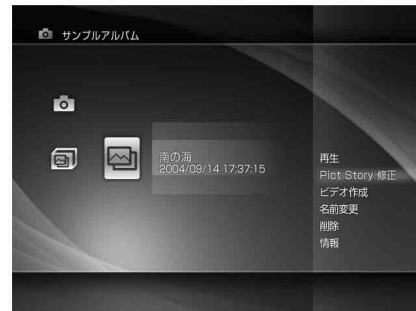 サンプルアルバム
南の海
2004/09/14 17:37:15
再生
Pict Story 修正
ビデオ作成
名前変更
削除
情報